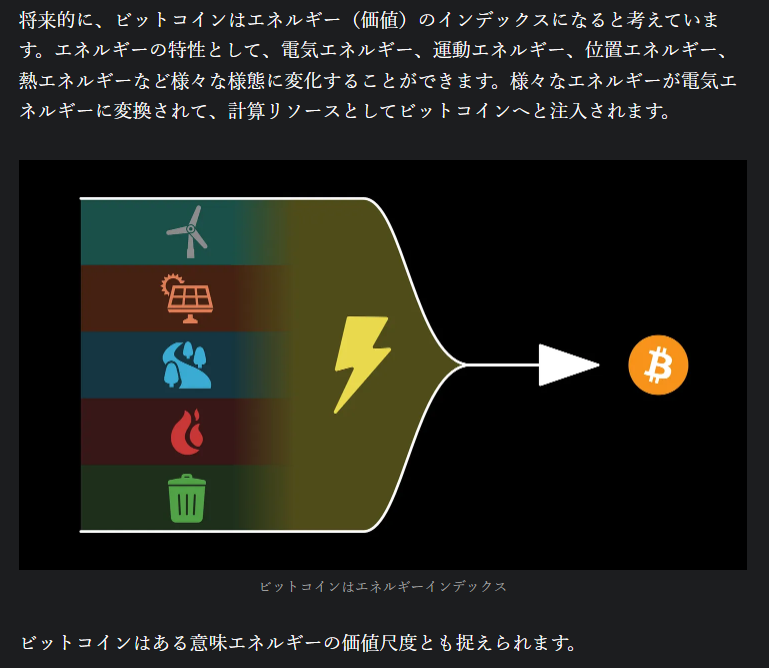 将来的に、ビットコインはエネルギー（価値）のインデックスになると考えていま
す。エネルギーの特性として、電気エネルギー、運動エネルギー、位置エネルギー、
熱エネルギーなど様々な様態に変化することができます。様々なエネルギーが電気エ
ネルギーに変換されて、計算リソースとしてビットコインへと注入されます。
ビットコインはエネルギーインデックス
ビットコインはある意味エネルギーの価値尺度とも捉えられます。